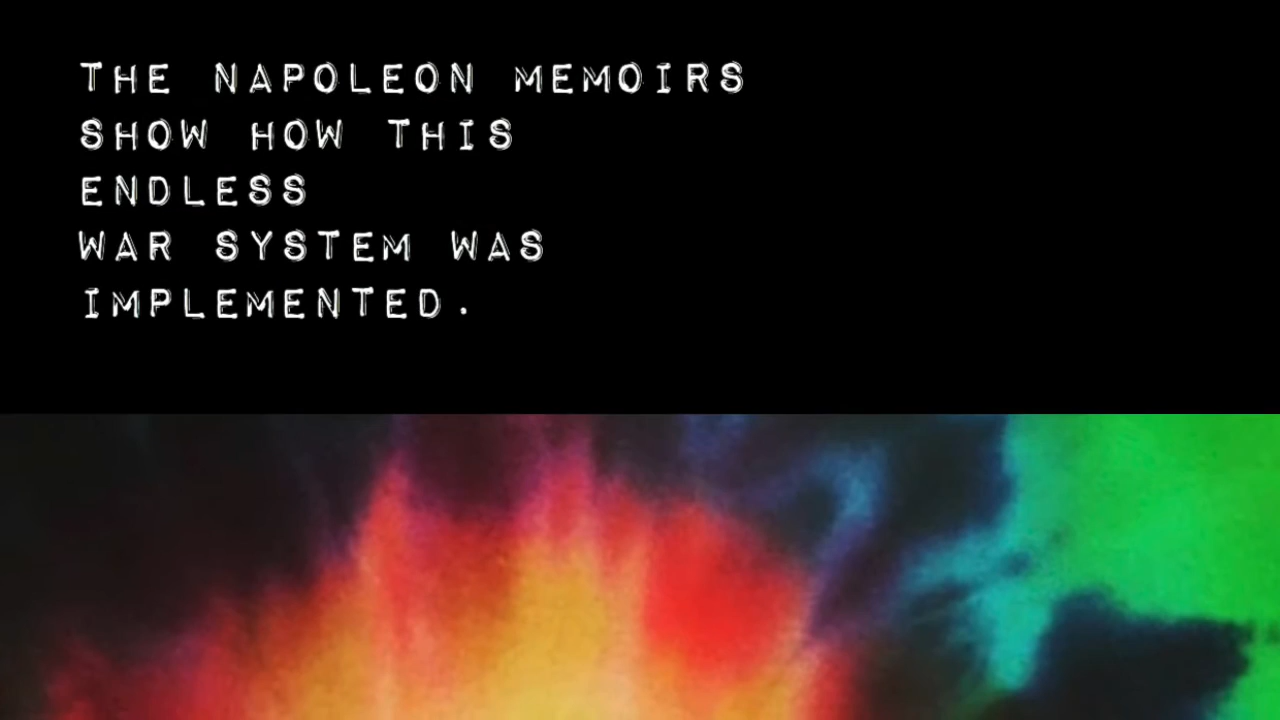 THE NAPOLEON MEMOIRS
SHOW HOW THIS
ENDLESS
WAR SYSTEM WAS
IMPLEMENTED.